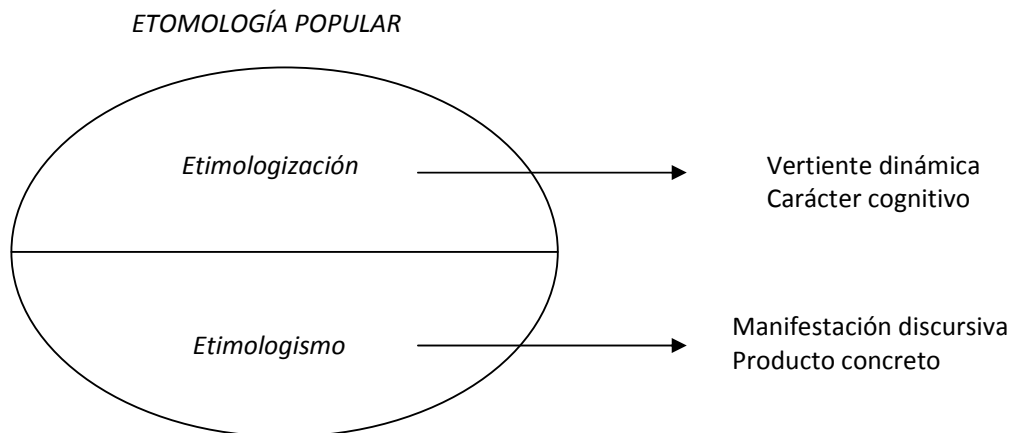 ETOMOLOGÍA POPULAR
Etimologización
Vertiente dinámica
Carácter cognitivo
Etimologismo
Manifestación discursiva
Producto concreto